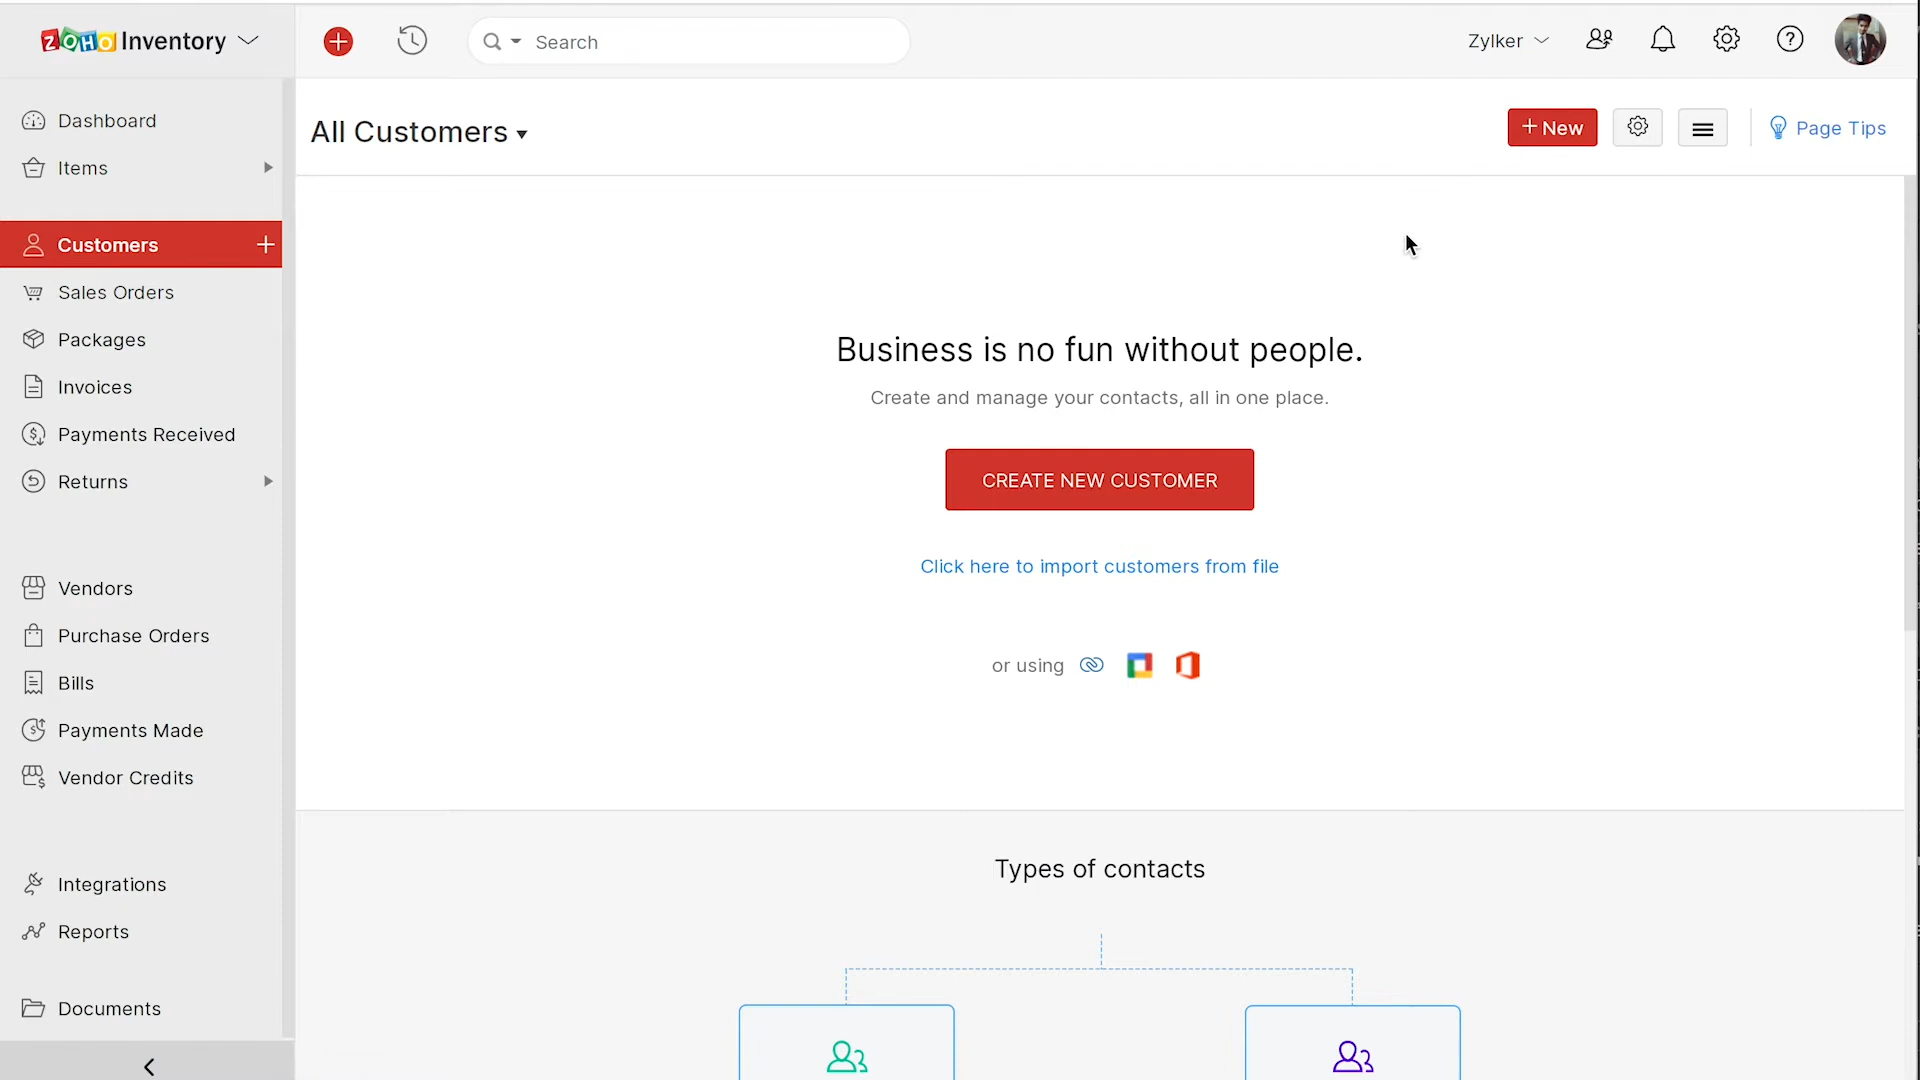 ZOHO Inventory
Search
Zylker
Dashboard
Items
Customers
Sales Orders
Packages
Invoices
Payments Received
Returns
Vendors
Purchase Orders
Bills
Payments Made
Vendor Credits
Integrations
Reports
Documents
All Customers
+ New
Page Tips
Business is no fun without people.
Create and manage your contacts, all in one place.
CREATE NEW CUSTOMER
Click here to import customers from file
or using
Types of contacts